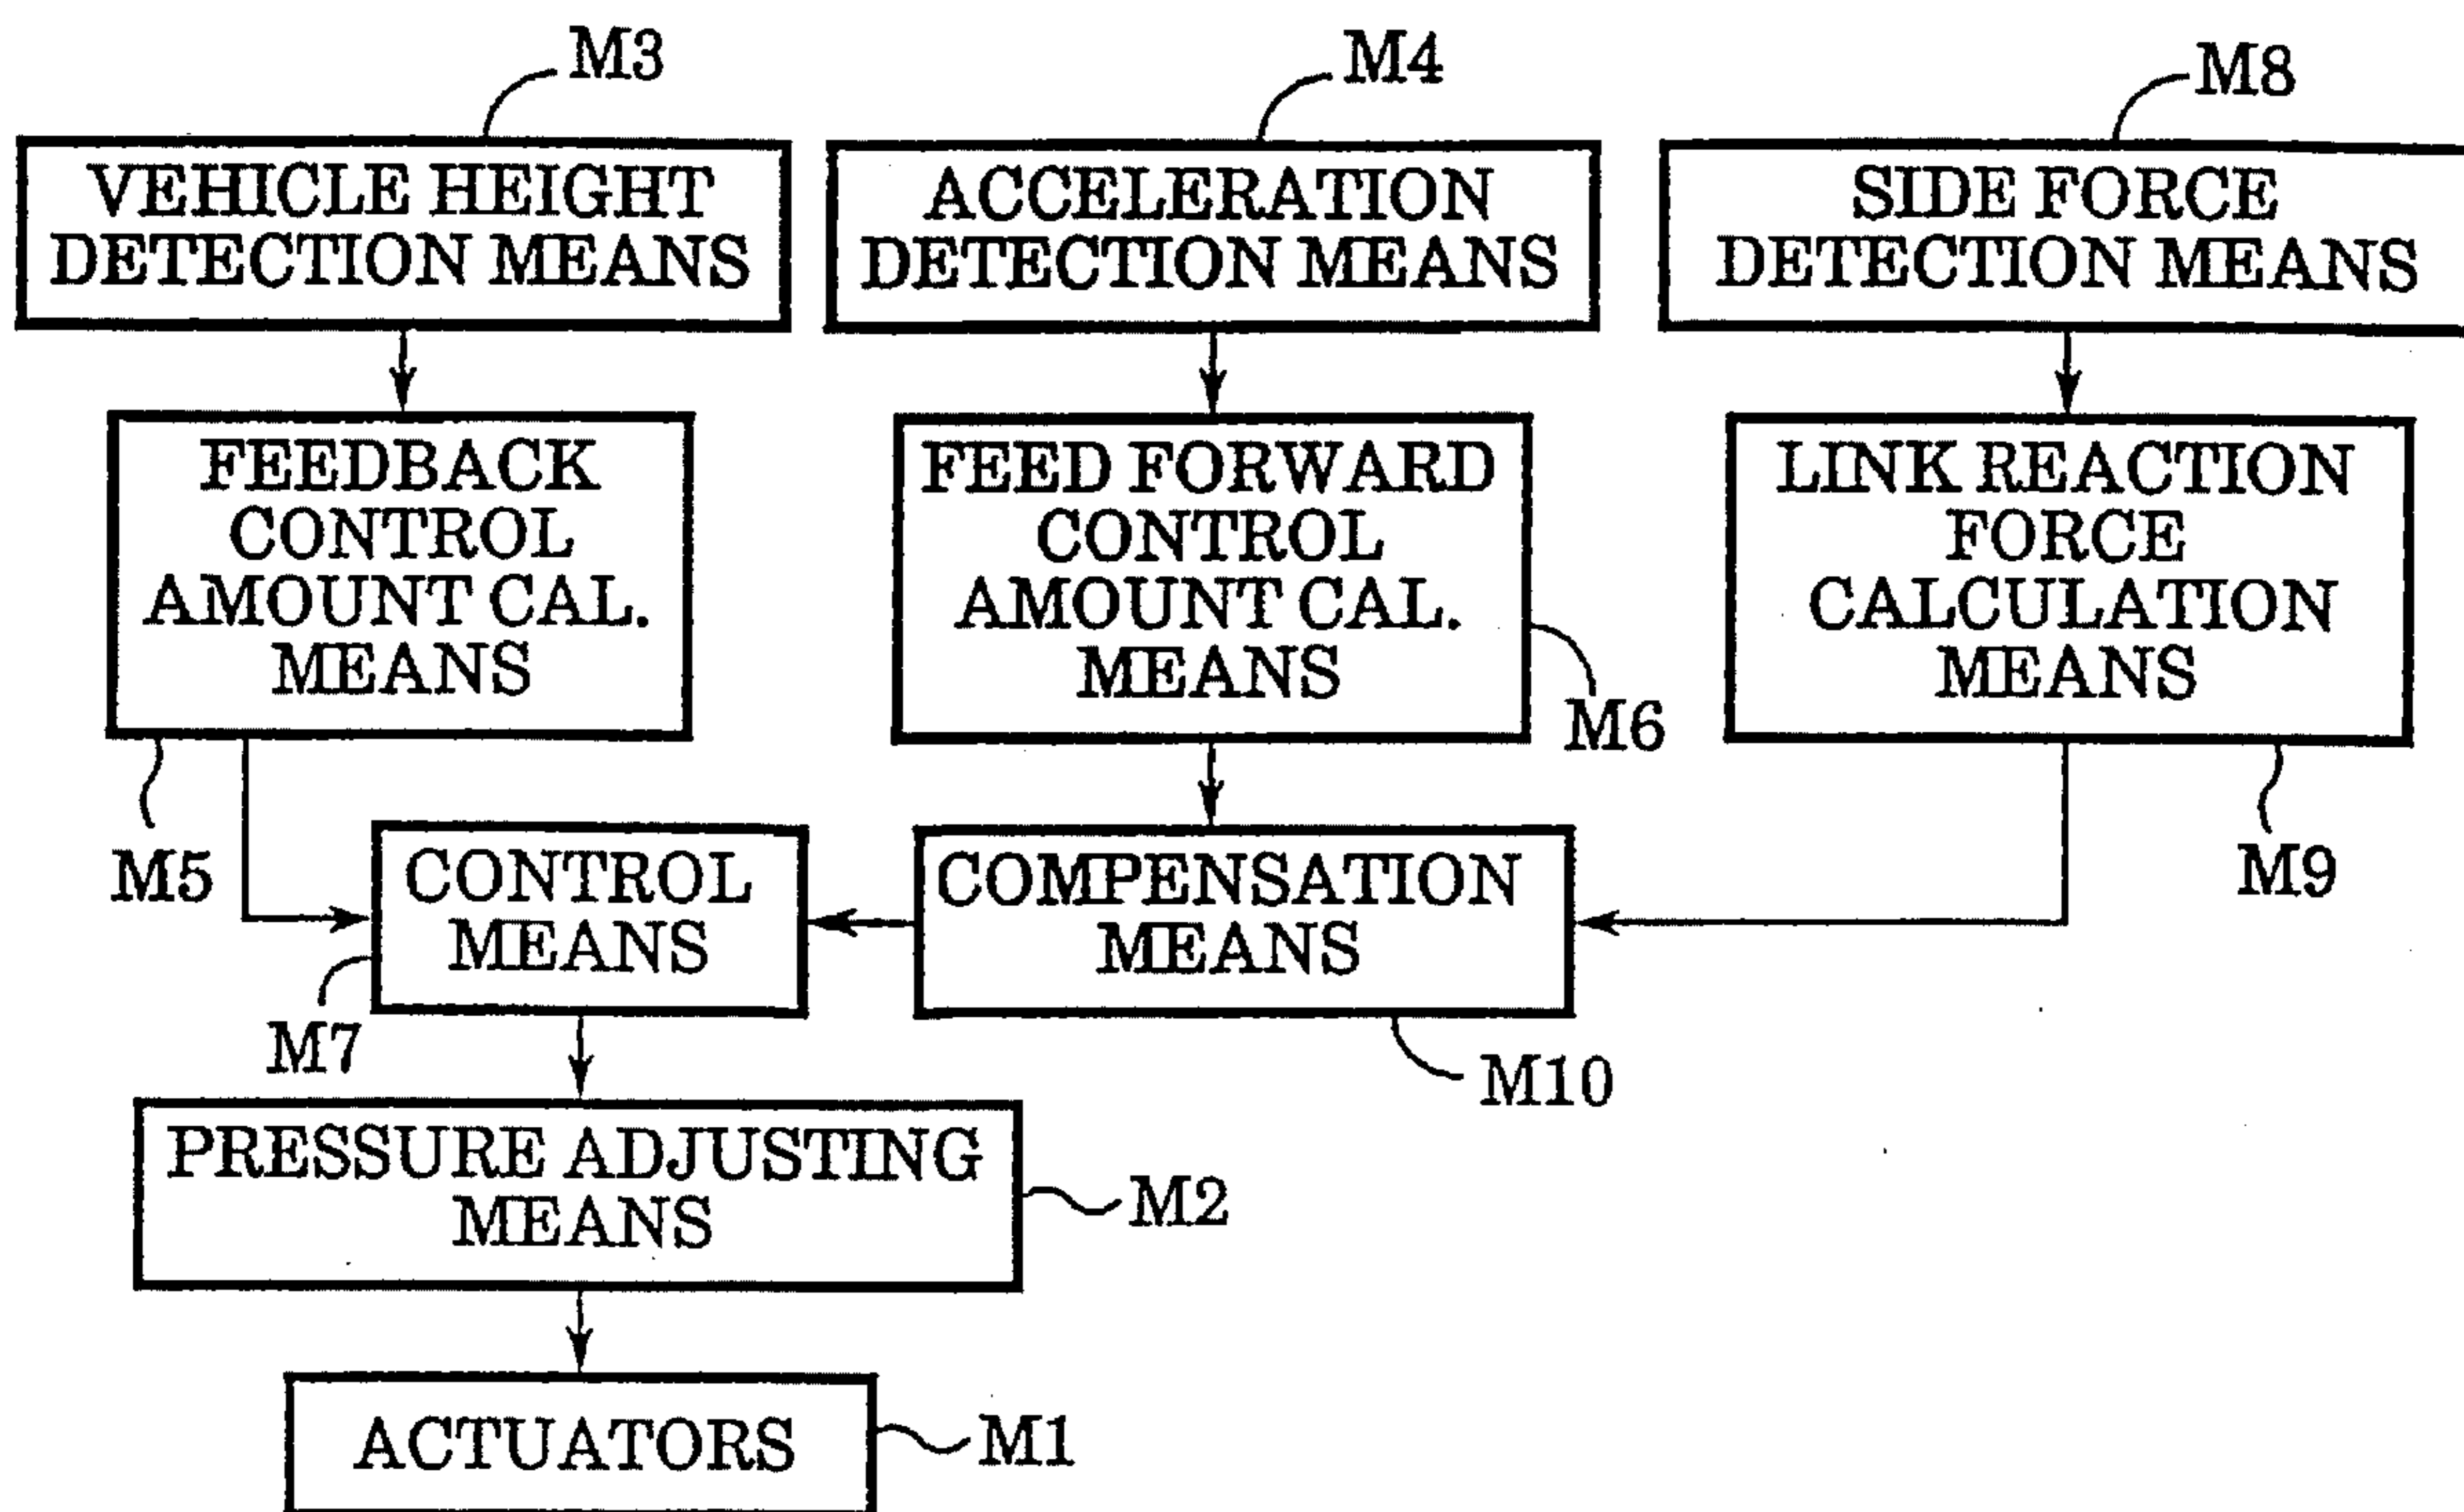 M3
M4
M8
VEHICLE HEIGHT
DETECTION MEANS
ACCELERATION
DETECTION MEANS
SIDE FORCE
DETECTION MEANS
FEEDBACK
CONTROL
AMOUNT CAL.
MEANS
FEED FORWARD
CONTROL
AMOUNT CAL.
MEANS
LINK REACTION
FORCE
CALCULATION
MEANS
M6
M5
CONTROL
MEANS
COMPENSATION
MEANS
M9
M7
M10
PRESSURE ADJUSTING
MEANS
M2
ACTUATORS
M1